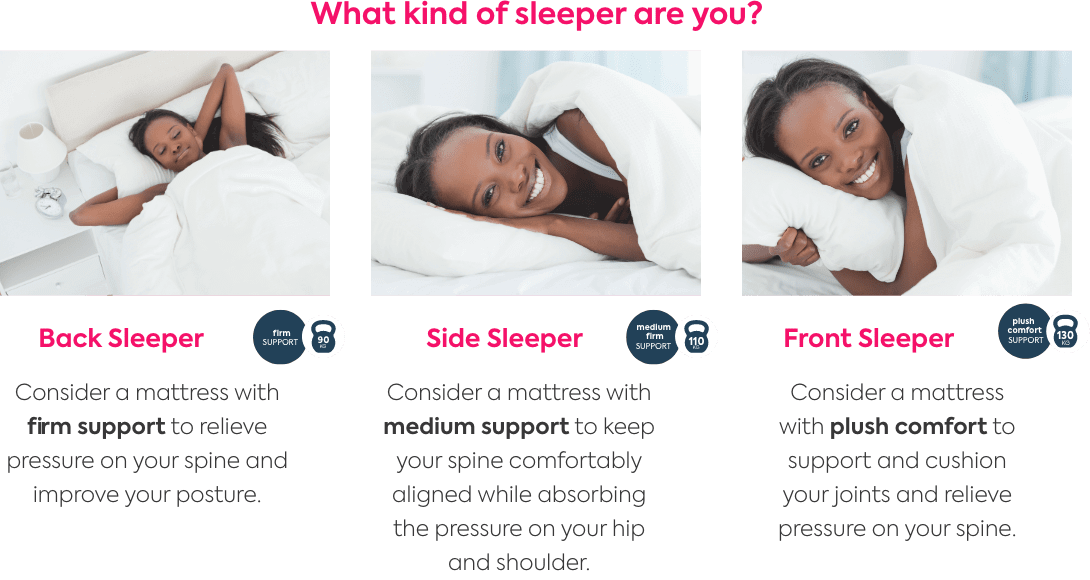 What kind of sleeper are you?
Back Sleeper
firm
SUPPORT
90
KG
Consider a mattress with
firm support to relieve
pressure on your spine and
improve your posture.
Side Sleeper
medium
firm
SUPPORT
110
KG
Consider a mattress with
medium support to keep
your spine comfortably
aligned while absorbing
the pressure on your hip
and shoulder.
Front Sleeper
plush
comfort
SUPPORT
130
KG
Consider a mattress
with plush comfort to
support and cushion
your joints and relieve
pressure on your spine.